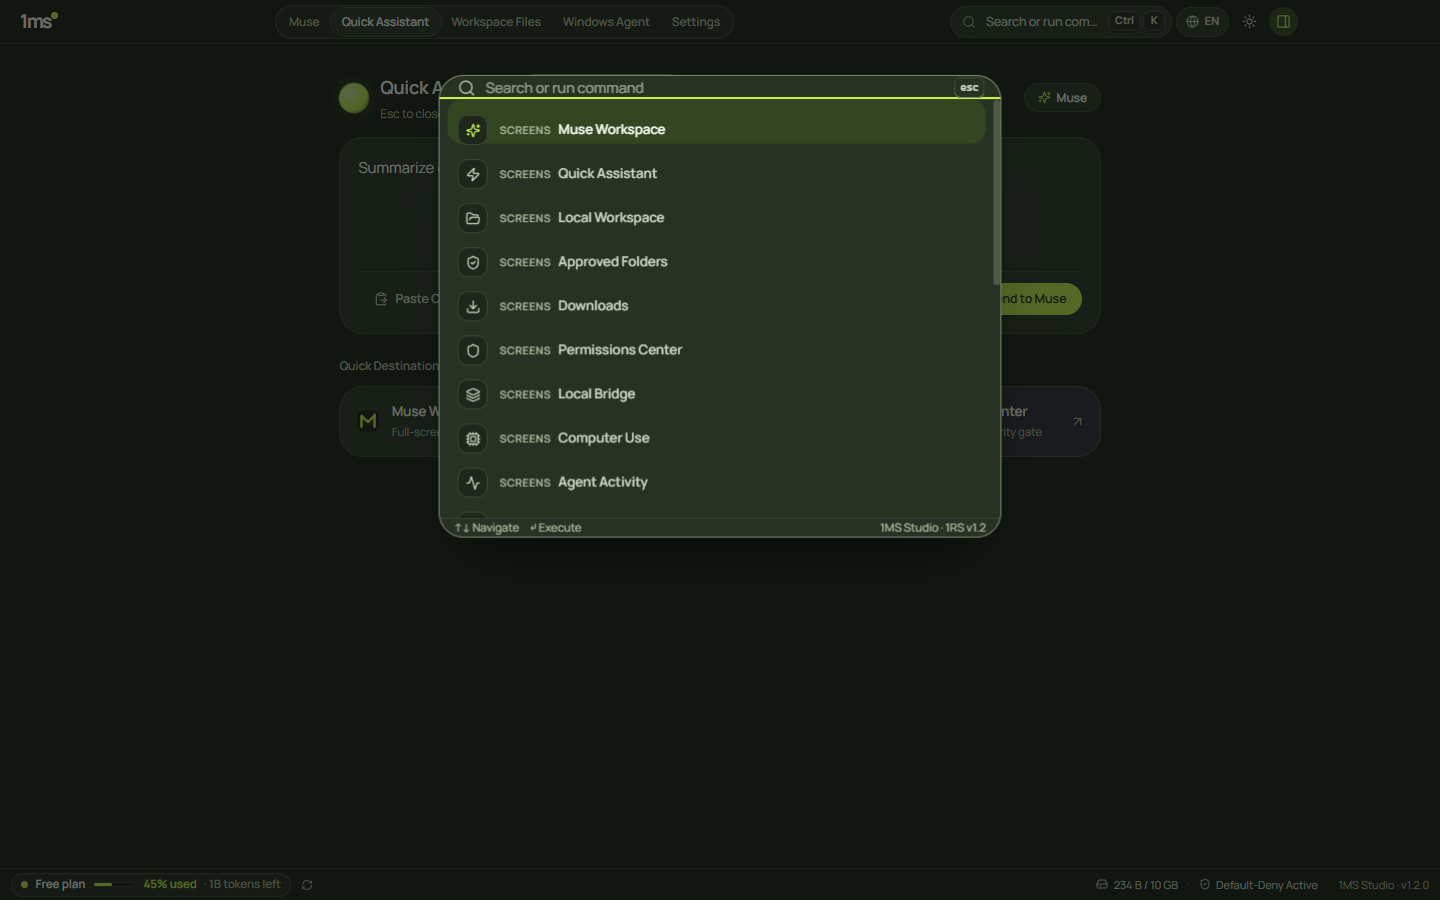 1ms
Muse Quick Assistant Workspace Files Windows Agent Settings
Search or run com... Ctrl K
EN
Quick A
Esc to clos
Muse
Search or run command esc
SCREENS Muse Workspace
SCREENS Quick Assistant
SCREENS Local Workspace
SCREENS Approved Folders
SCREENS Downloads
SCREENS Permissions Center
SCREENS Local Bridge
SCREENS Computer Use
SCREENS Agent Activity
↑↓ Navigate ↵ Execute 1MS Studio · 1RS v1.2
Summarize
Paste C
nd to Muse
Quick Destination
Muse W
Full-scree
nter
ity gate
Free plan 45% used · 1B tokens left
234 B / 10 GB Default-Deny Active 1MS Studio · v1.2.0